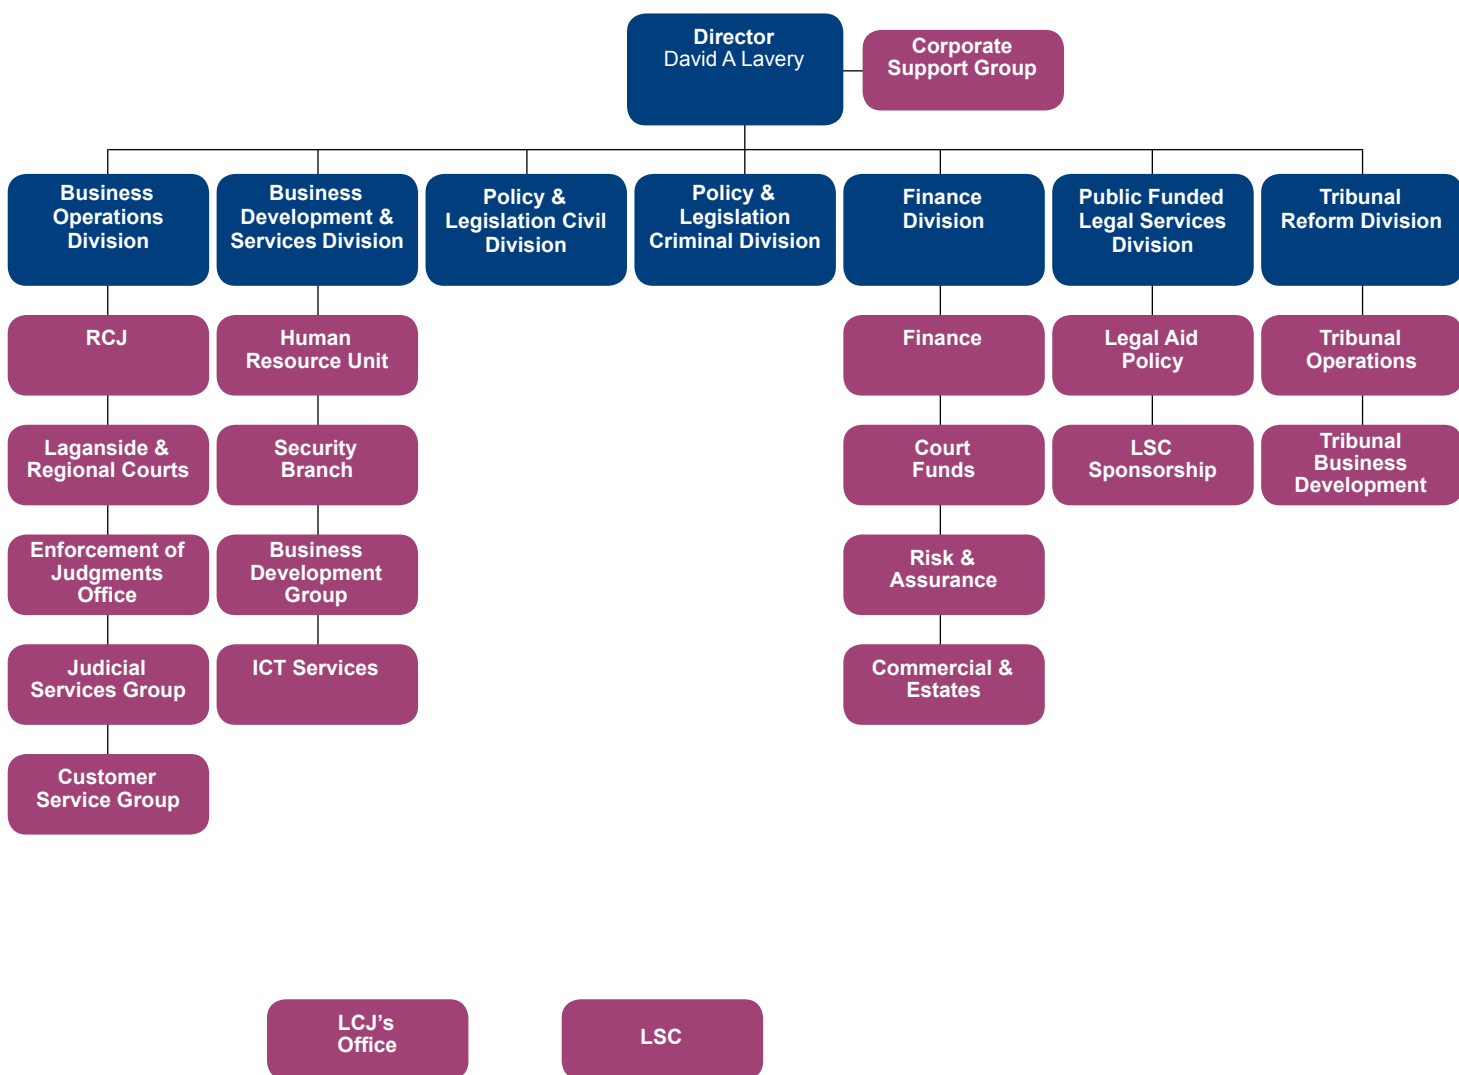 Director
David A Lavery
Corporate
Support Group
Business
Operations
Division
Business
Development &
Services Division
Policy &
Legislation Civil
Division
Policy &
Legislation
Criminal Division
Finance
Division
Public Funded
Legal Services
Division
Tribunal
Reform Division
RCJ
Human
Resource Unit
Finance
Legal Aid
Policy
Tribunal
Operations
Laganside &
Regional Courts
Security
Branch
Court
Funds
LSC
Sponsorship
Tribunal
Business
Development
Enforcement of
Judgments
Office
Business
Development
Group
Risk &
Assurance
Judicial
Services Group
ICT Services
Commercial &
Estates
Customer
Service Group
LCJ’s
Office
LSC